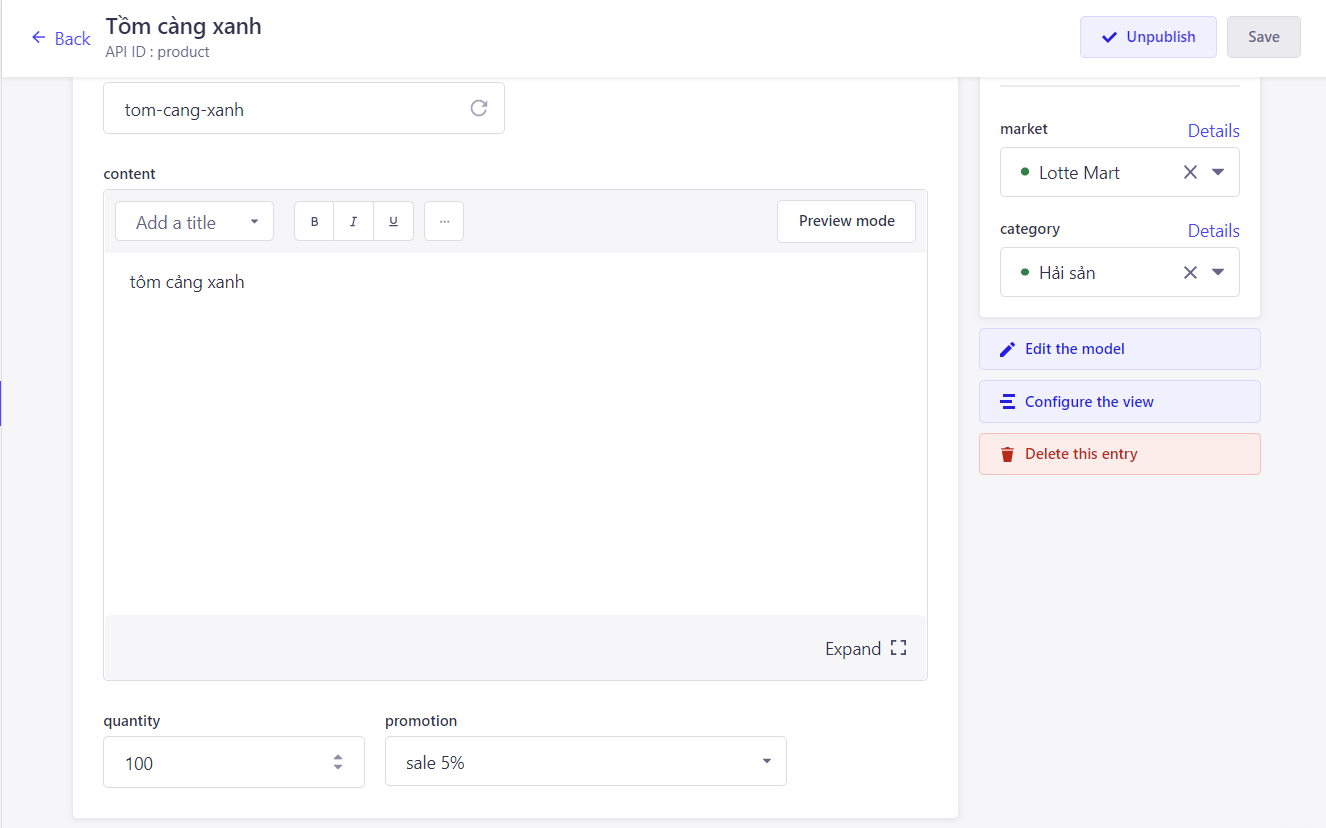 Back
Tồm càng xanh
API ID : product
Unpublish
Save
tom-cang-xanh
content
Add a title
B
I
U
...
Preview mode
tôm cảng xanh
Expand
quantity
100
promotion
sale 5%
market
Details
Lotte Mart
category
Details
Hải sản
Edit the model
Configure the view
Delete this entry